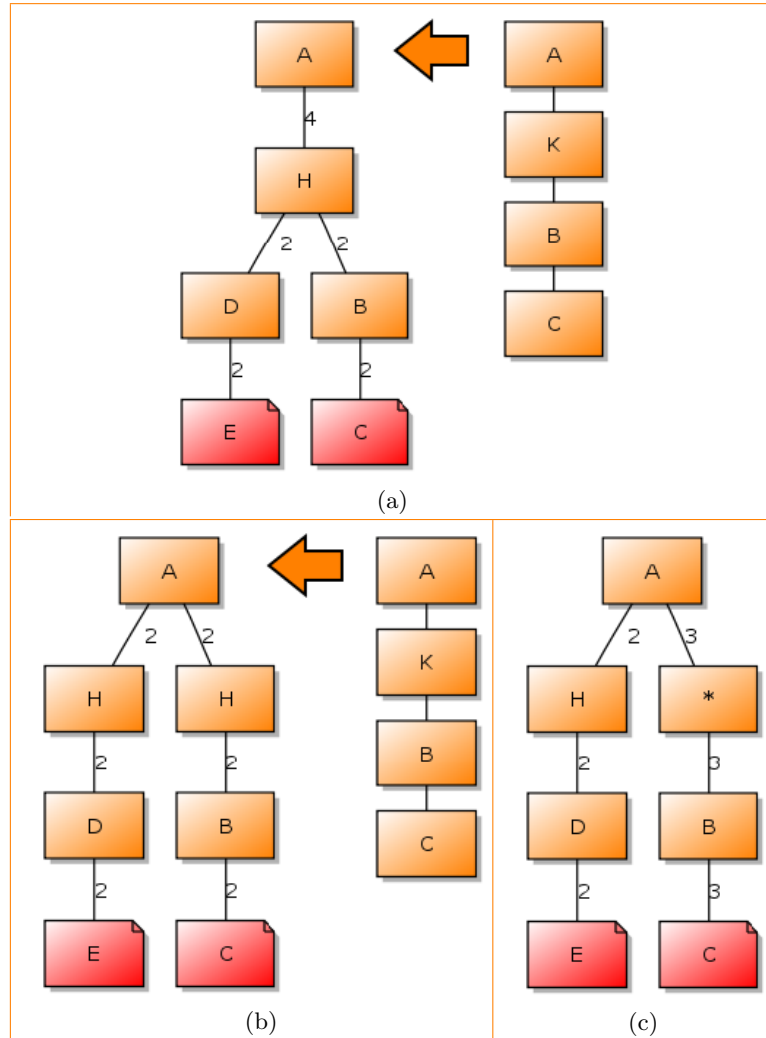 A A
4
K
H
2 2
B
D B
C
2 2
E C
(a)
A A A
2 2 2 3
K
H H H *
2 2 2 3
B
D B D B
C
2 2 2 3
E C E C
(b) (c)